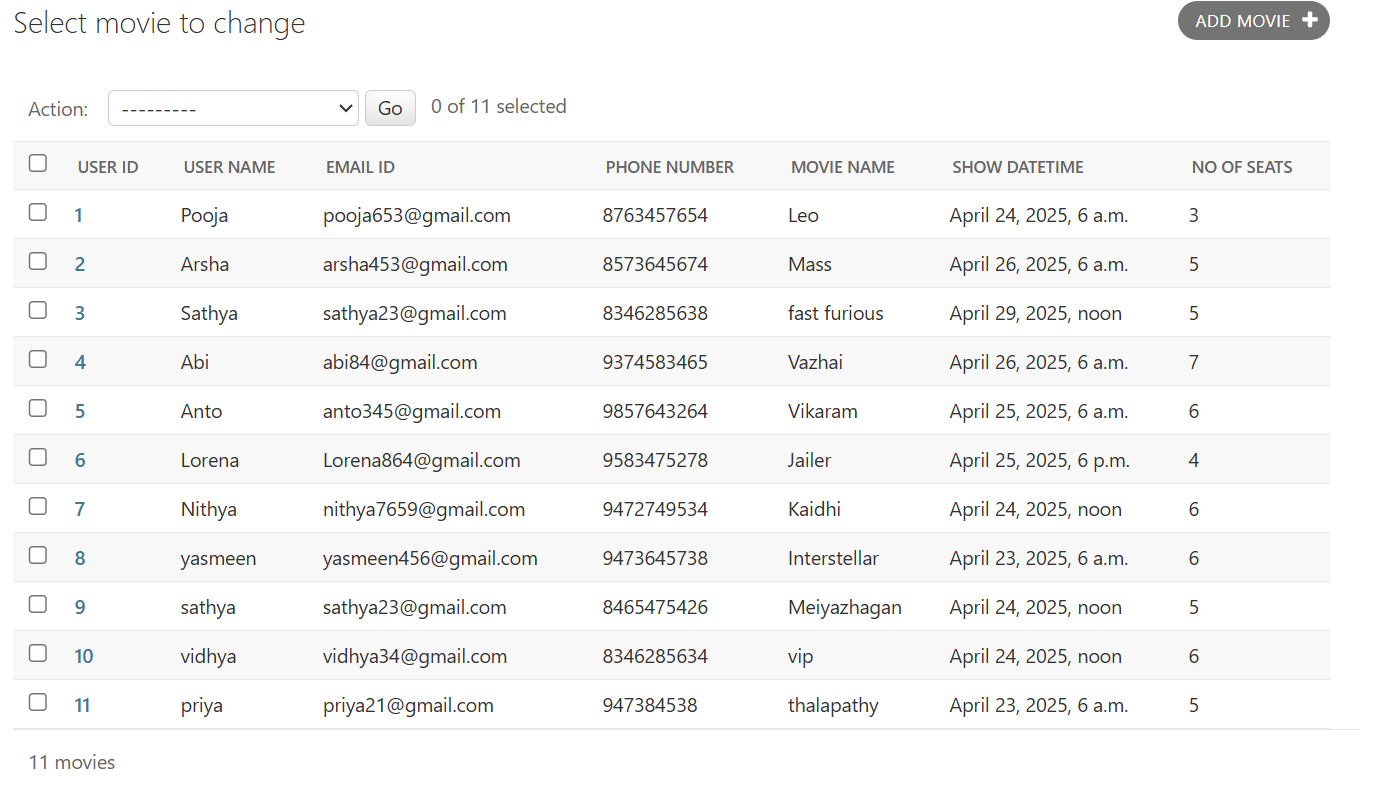 Select movie to change
ADD MOVIE +
Action: --------- Go 0 of 11 selected
USER ID USER NAME EMAIL ID PHONE NUMBER MOVIE NAME SHOW DATETIME NO OF SEATS
1 Pooja pooja653@gmail.com 8763457654 Leo April 24, 2025, 6 a.m. 3
2 Arsha arsha453@gmail.com 8573645674 Mass April 26, 2025, 6 a.m. 5
3 Sathya sathya23@gmail.com 8346285638 fast furious April 29, 2025, noon 5
4 Abi abi84@gmail.com 9374583465 Vazhai April 26, 2025, 6 a.m. 7
5 Anto anto345@gmail.com 9857643264 Vikaram April 25, 2025, 6 a.m. 6
6 Lorena Lorena864@gmail.com 9583475278 Jailer April 25, 2025, 6 p.m. 4
7 Nithya nithya7659@gmail.com 9472749534 Kaidhi April 24, 2025, noon 6
8 yasmeen yasmeen456@gmail.com 9473645738 Interstellar April 23, 2025, 6 a.m. 6
9 sathya sathya23@gmail.com 8465475426 Meiyazhagan April 24, 2025, noon 5
10 vidhya vidhya34@gmail.com 8346285634 vip April 24, 2025, noon 6
11 priya priya21@gmail.com 947384538 thalapathy April 23, 2025, 6 a.m. 5
11 movies